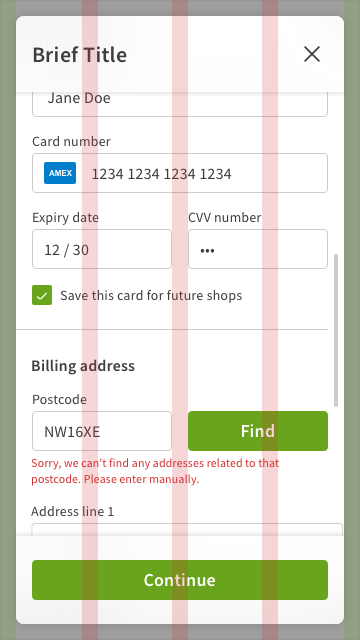 Brief Title
Jane Doe
Card number
AMEX 1234 1234 1234 1234
Expiry date CVV number
12 / 30 •••
Save this card for future shops
Billing address
Postcode
NW16XE Find
Sorry, we can't find any addresses related to that
postcode. Please enter manually.
Address line 1
Continue